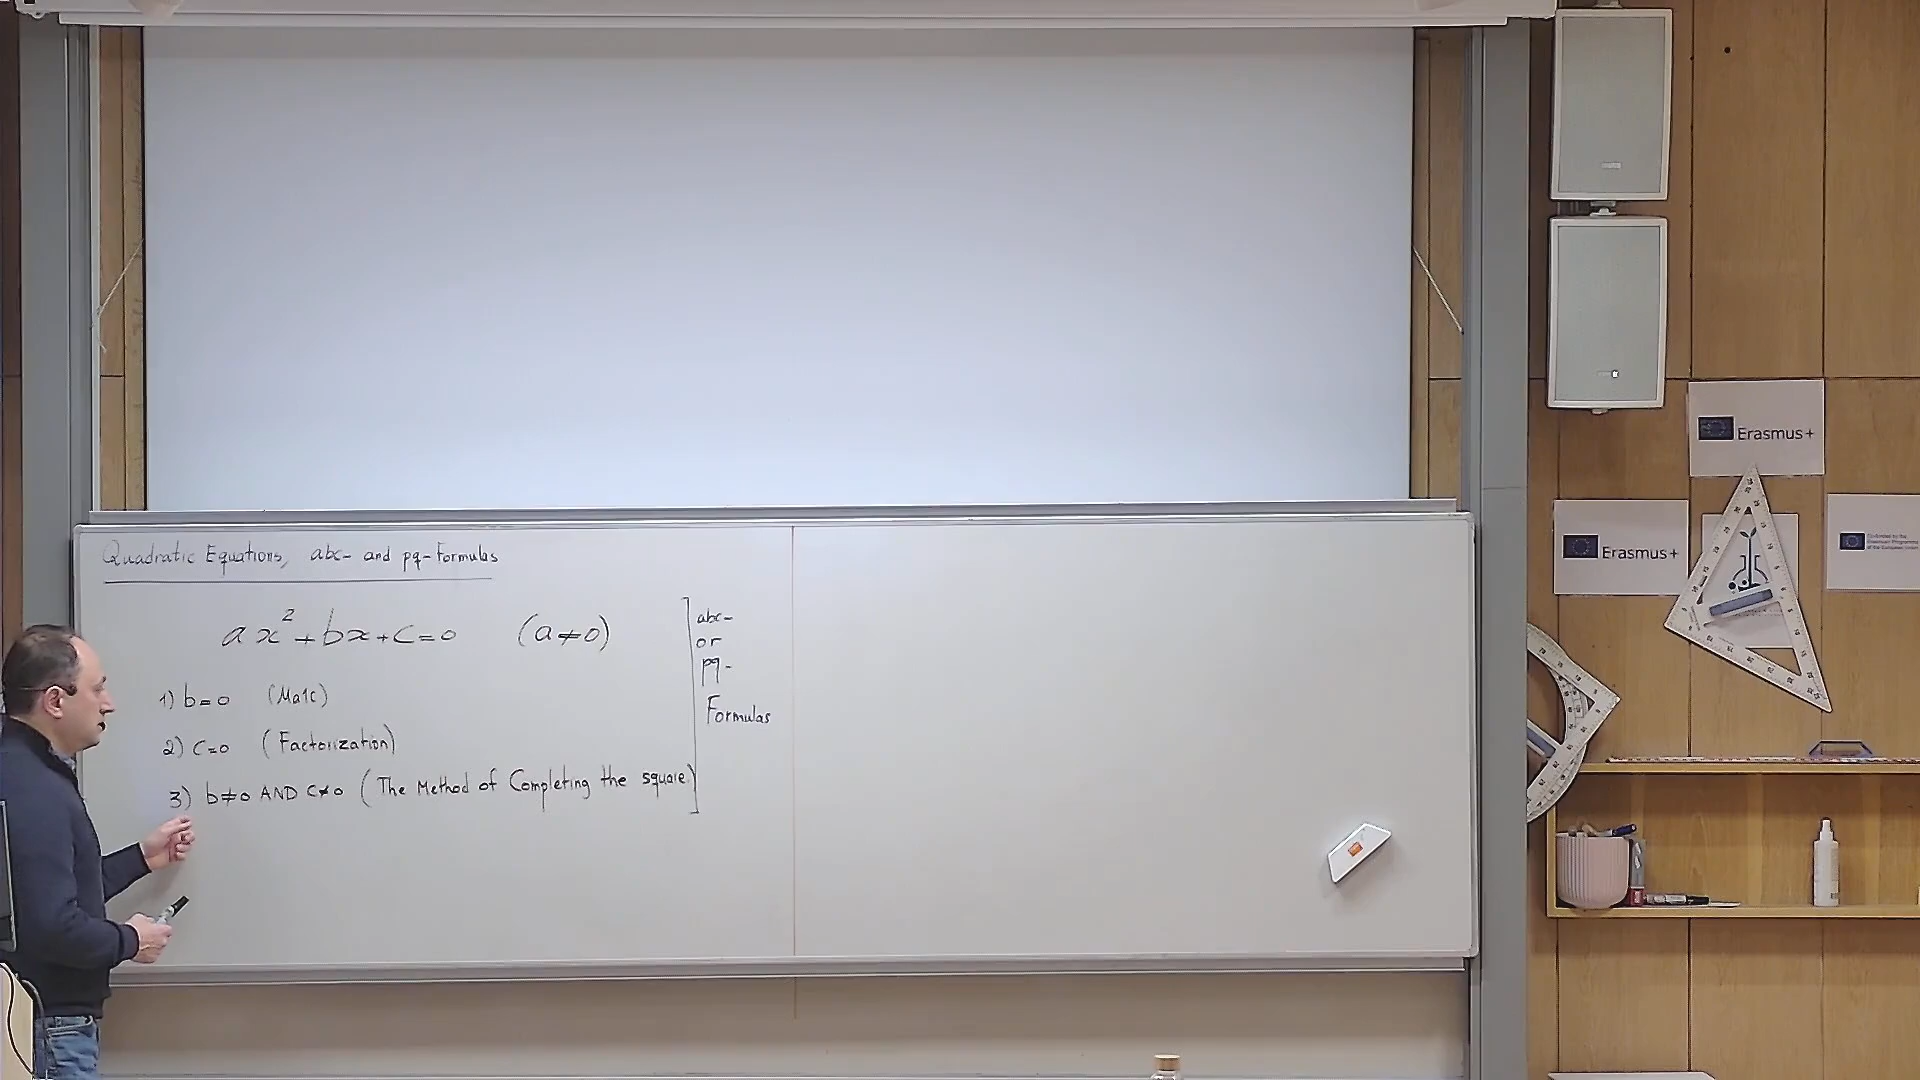 Quadratic Equations, abc- and pq-Formulas
ax²+bx+c=0 (a≠0)
1) b=0 (Ma1c)
2) c=0 (Factorization)
3) b≠0 AND c≠0 (The Method of Completing the square)
abc-
or
pq-
Formulas
Erasmus+
Erasmus+